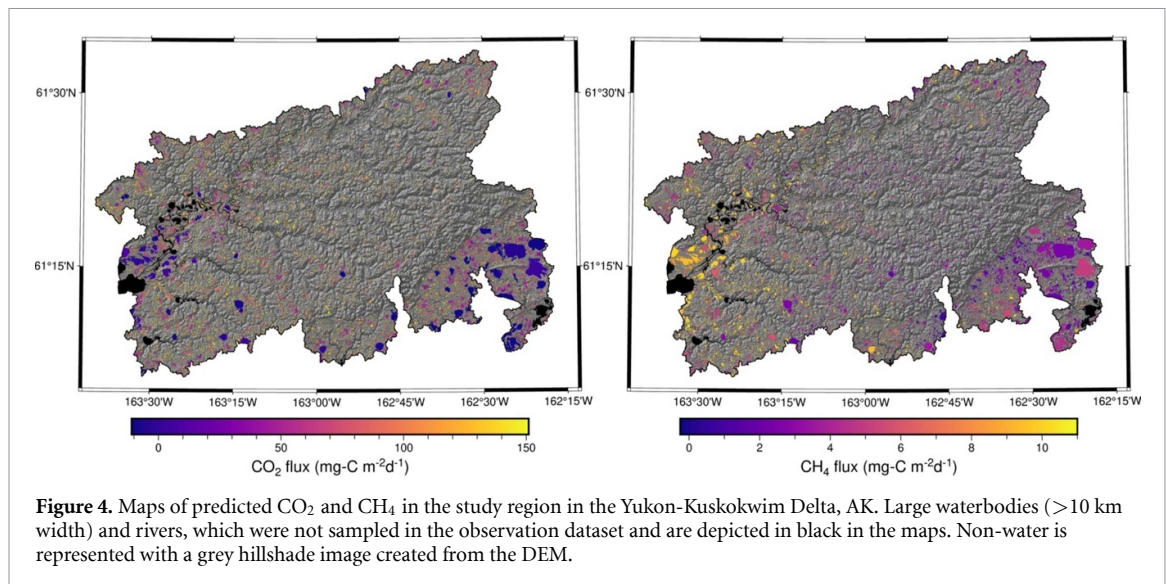 61°30'N
61°15'N
163°30'W 163°15'W 163°00'W 162°45'W 162°30'W 162°15'W
0 50 100 150
CO₂ flux (mg-C m⁻²d⁻¹)
61°30'N
61°15'N
163°30'W 163°15'W 163°00'W 162°45'W 162°30'W 162°15'W
0 2 4 6 8 10
CH₄ flux (mg-C m⁻²d⁻¹)
Figure 4. Maps of predicted CO₂ and CH₄ in the study region in the Yukon-Kuskokwim Delta, AK. Large waterbodies (>10 km
width) and rivers, which were not sampled in the observation dataset and are depicted in black in the maps. Non-water is
represented with a grey hillshade image created from the DEM.